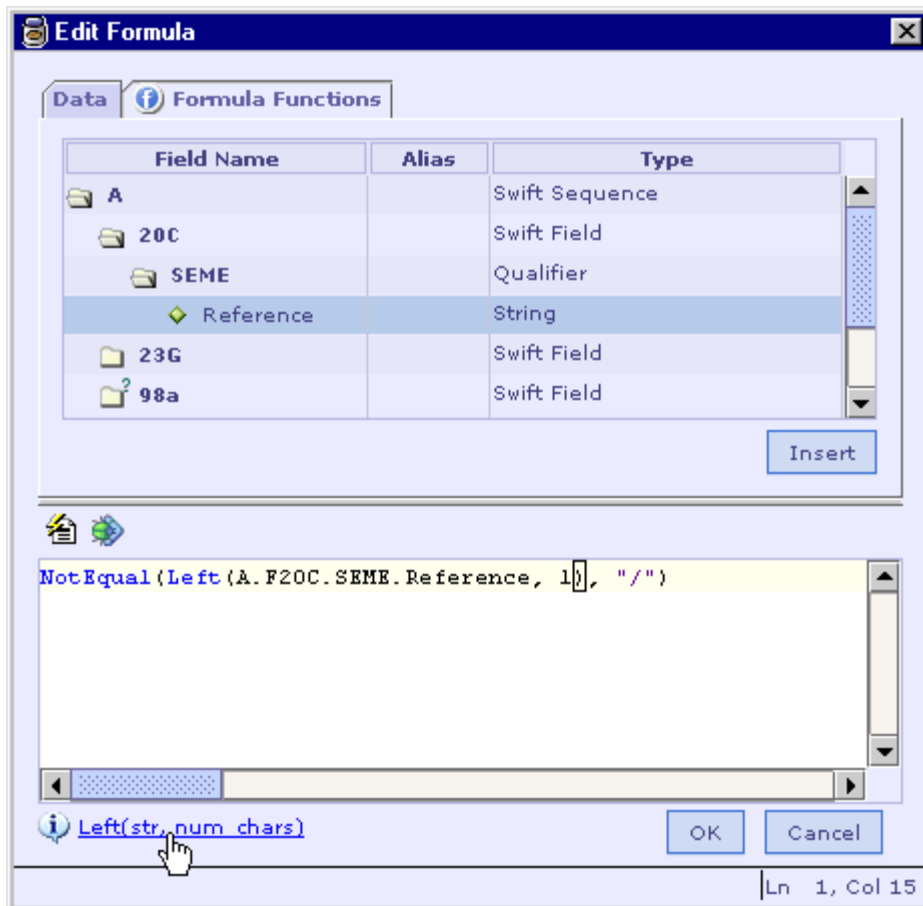 Edit Formula
Data Formula Functions
Field Name Alias Type
A Swift Sequence
20C Swift Field
SEME Qualifier
Reference String
23G Swift Field
98a Swift Field
Insert
NotEqual(Left(A.F20C.SEME.Reference, 1), "/")
Left(str, num_chars)
OK Cancel
Ln 1, Col 15